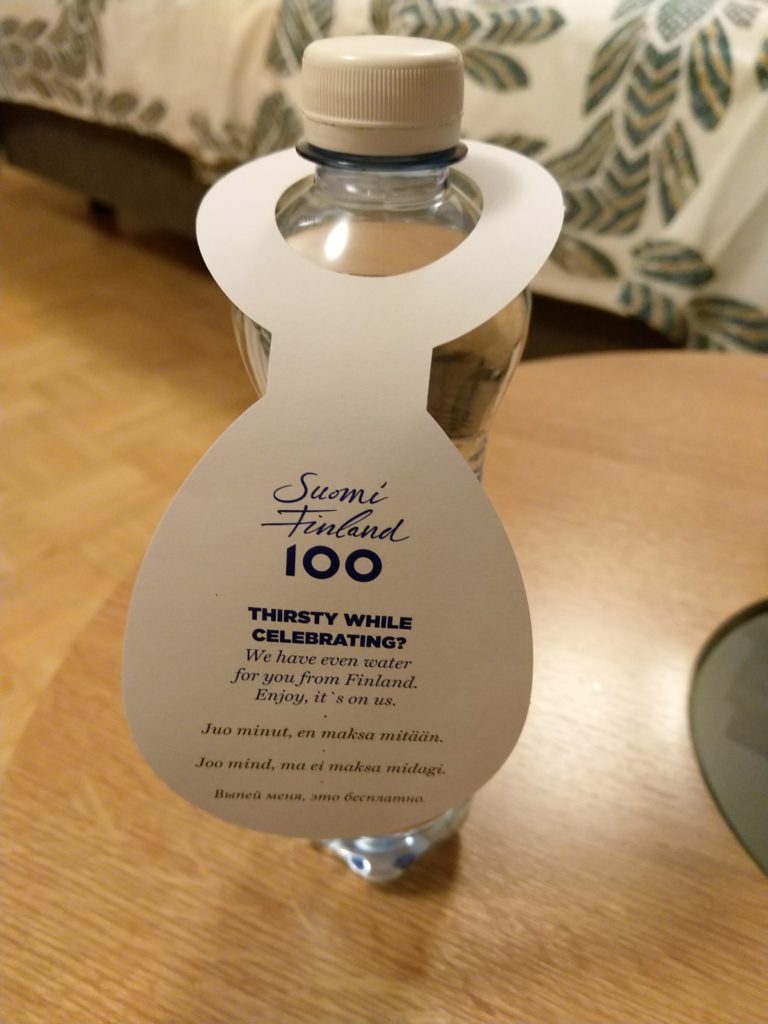 Suomi
Finland
100
THIRSTY WHILE
CELEBRATING?
We have even water
for you from Finland.
Enjoy, it`s on us.
Juo minut, en maksa mitään.
Joo mind, ma ei maksa midagi.
Выпей меня, это бесплатно.